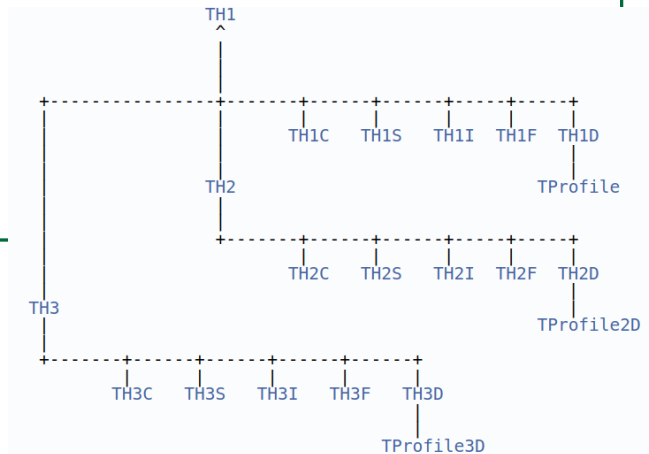 TH1
TH1C TH1S TH1I TH1F TH1D
TH2 TProfile
TH2C TH2S TH2I TH2F TH2D
TH3
TProfile2D
TH3C TH3S TH3I TH3F TH3D
TProfile3D